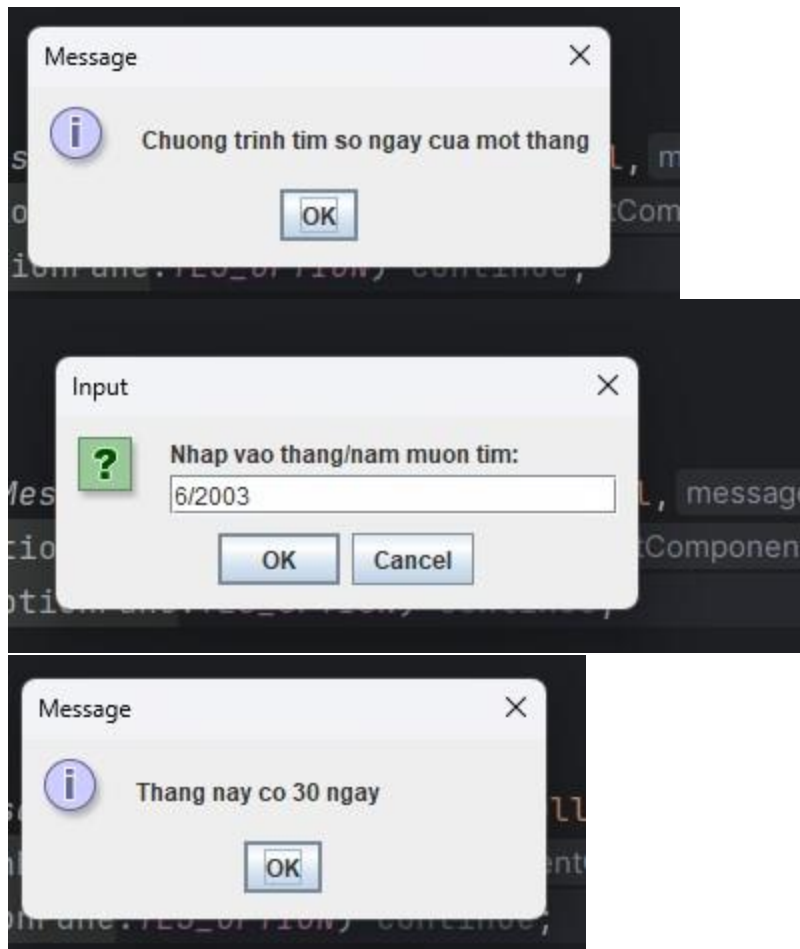 Message
Chuong trinh tim so ngay cua mot thang
OK
Input
Nhap vao thang/nam muon tim:
6/2003
message
OK
Cancel
Message
Thang nay co 30 ngay
OK